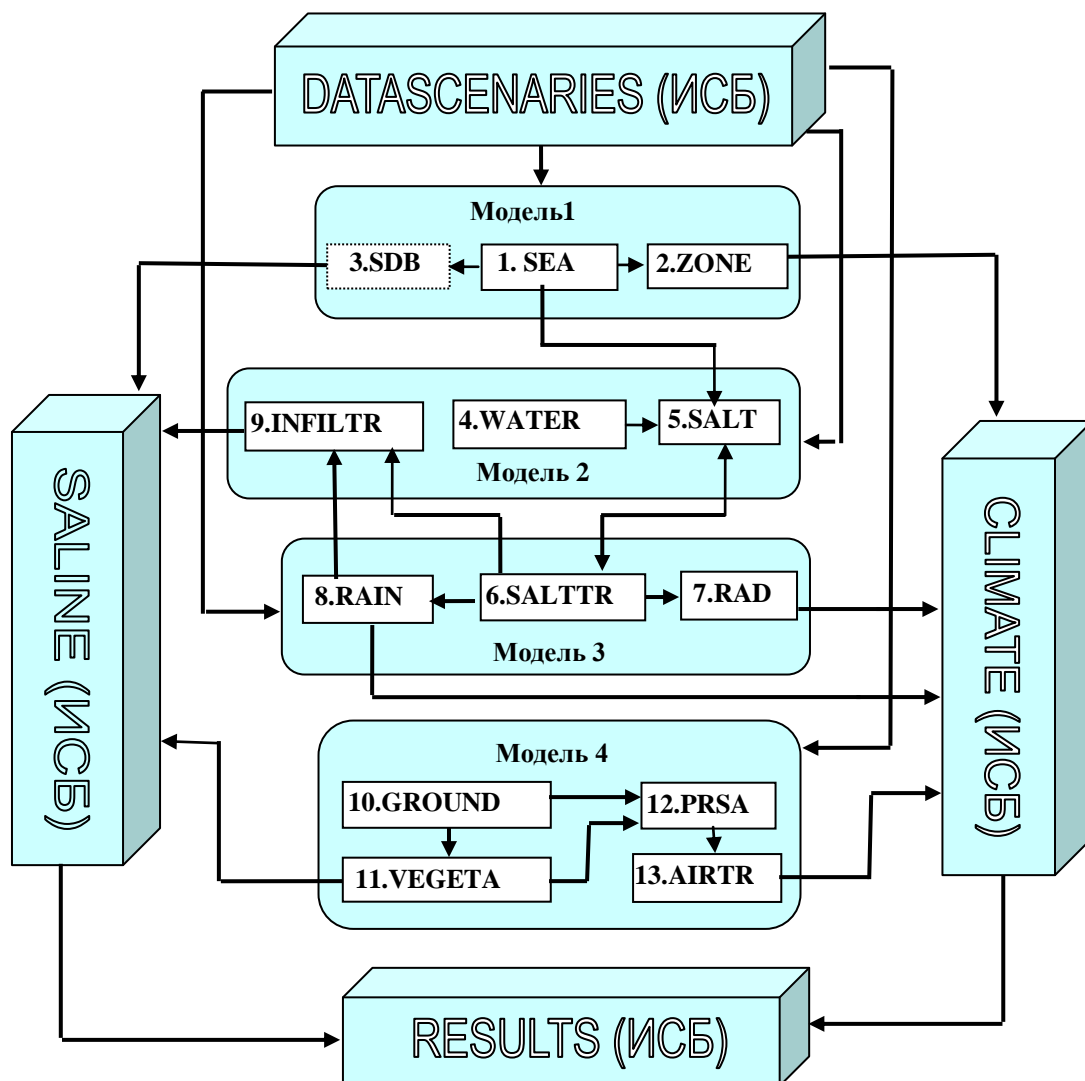 DATASCENARIES (ИСБ)
Модель1
3.SDB
1. SEA
2.ZONE
9.INFILTR
4.WATER
5.SALT
Модель 2
8.RAIN
6.SALTTR
7.RAD
Модель 3
SALINE (ИСБ)
CLIMATE (ИСБ)
Модель 4
10.GROUND
12.PRSA
11.VEGETA
13.AIRTR
RESULTS (ИСБ)